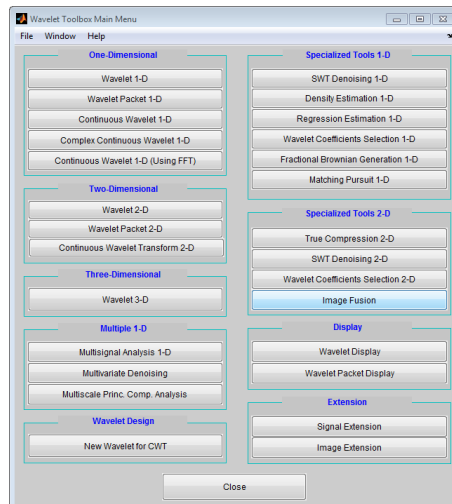 Wavelet Toolbox Main Menu
File Window Help
One-Dimensional
Wavelet 1-D
Wavelet Packet 1-D
Continuous Wavelet 1-D
Complex Continuous Wavelet 1-D
Continuous Wavelet 1-D (Using FFT)
Two-Dimensional
Wavelet 2-D
Wavelet Packet 2-D
Continuous Wavelet Transform 2-D
Three-Dimensional
Wavelet 3-D
Multiple 1-D
Multisignal Analysis 1-D
Multivariate Denoising
Multiscale Princ. Comp. Analysis
Wavelet Design
New Wavelet for CWT
Specialized Tools 1-D
SWT Denoising 1-D
Density Estimation 1-D
Regression Estimation 1-D
Wavelet Coefficients Selection 1-D
Fractional Brownian Generation 1-D
Matching Pursuit 1-D
Specialized Tools 2-D
True Compression 2-D
SWT Denoising 2-D
Wavelet Coefficients Selection 2-D
Image Fusion
Display
Wavelet Display
Wavelet Packet Display
Extension
Signal Extension
Image Extension
Close